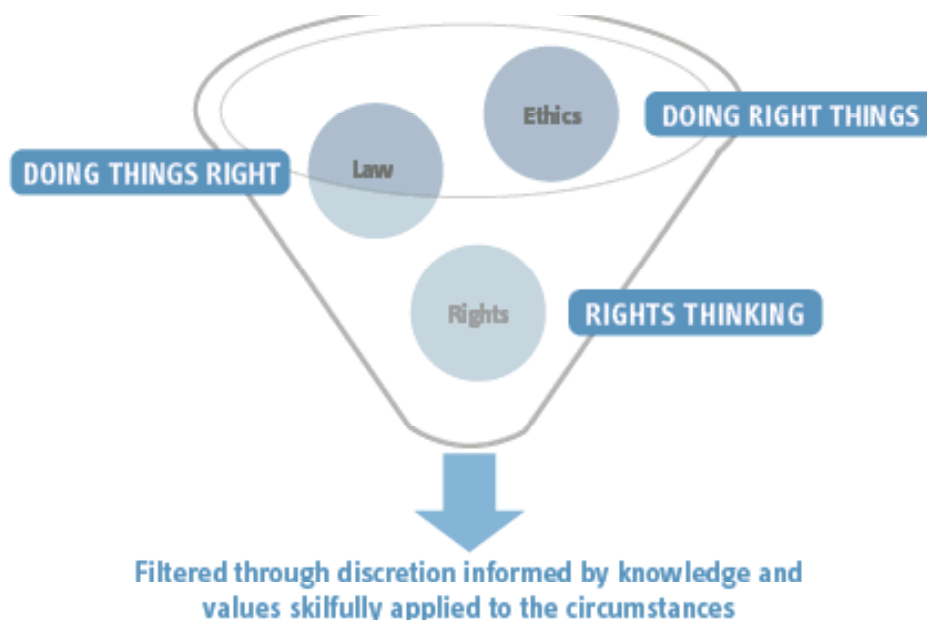 Ethics
DOING RIGHT THINGS
DOING THINGS RIGHT
Law
Rights
RIGHTS THINKING
Filtered through discretion informed by knowledge and
values skilfully applied to the circumstances